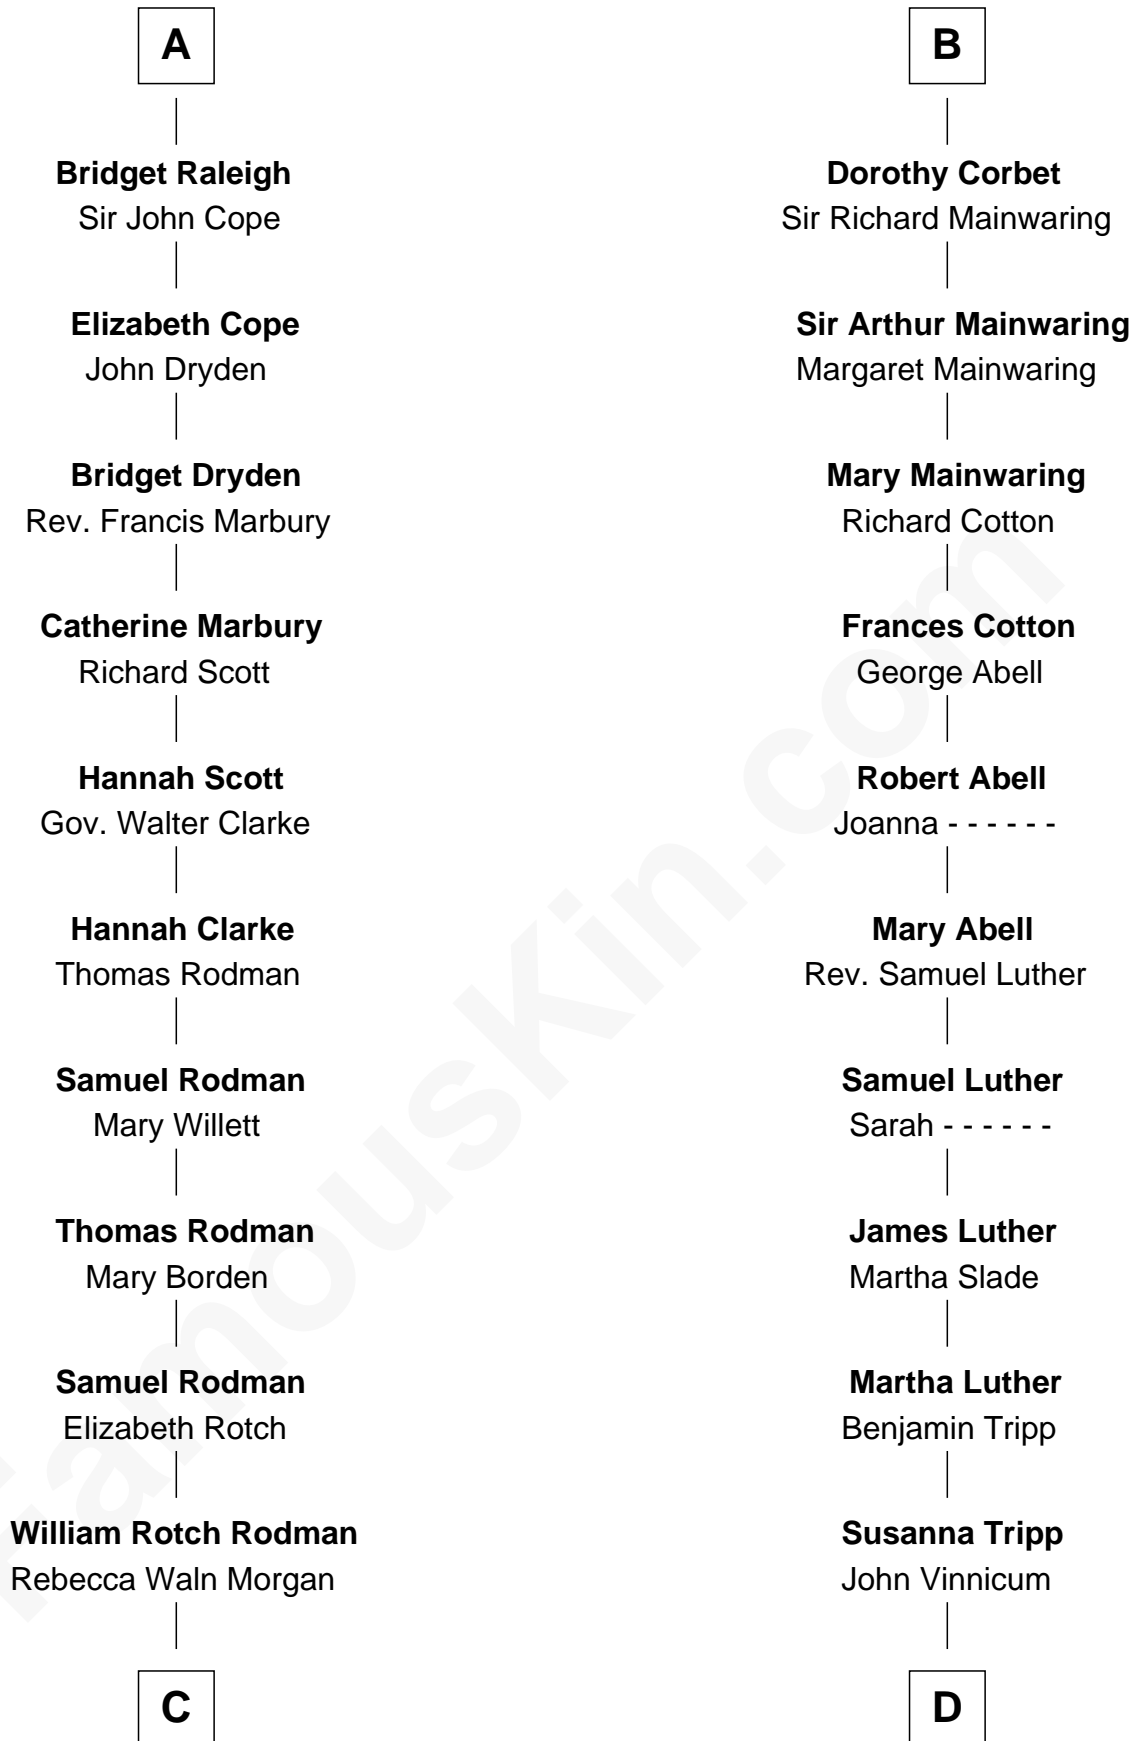 A
Bridget Raleigh
Sir John Cope
Elizabeth Cope
John Dryden
Bridget Dryden
Rev. Francis Marbury
Catherine Marbury
Richard Scott
Hannah Scott
Gov. Walter Clarke
Hannah Clarke
Thomas Rodman
Samuel Rodman
Mary Willett
Thomas Rodman
Mary Borden
Samuel Rodman
Elizabeth Rotch
William Rotch Rodman
Rebecca Waln Morgan
C
B
Dorothy Corbet
Sir Richard Mainwaring
Sir Arthur Mainwaring
Margaret Mainwaring
Mary Mainwaring
Richard Cotton
Frances Cotton
George Abell
Robert Abell
Joanna - - - - - -
Mary Abell
Rev. Samuel Luther
Samuel Luther
Sarah - - - - - -
James Luther
Martha Slade
Martha Luther
Benjamin Tripp
Susanna Tripp
John Vinnicum
D
FamousKin.com